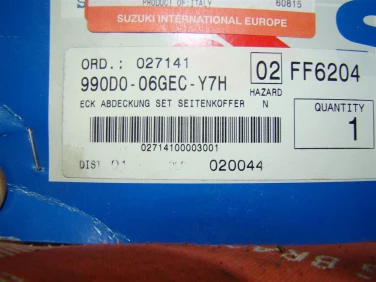 PRODUCT OF ITALY 60815
SUZUKI INTERNATIONAL EUROPE
ORD.: 027141
02 FF6204
990D0-06GEC-Y7H
HAZARD
ECK ABDECKUNG SET SEITENKOFFER N
QUANTITY
1
02714100003001
020044